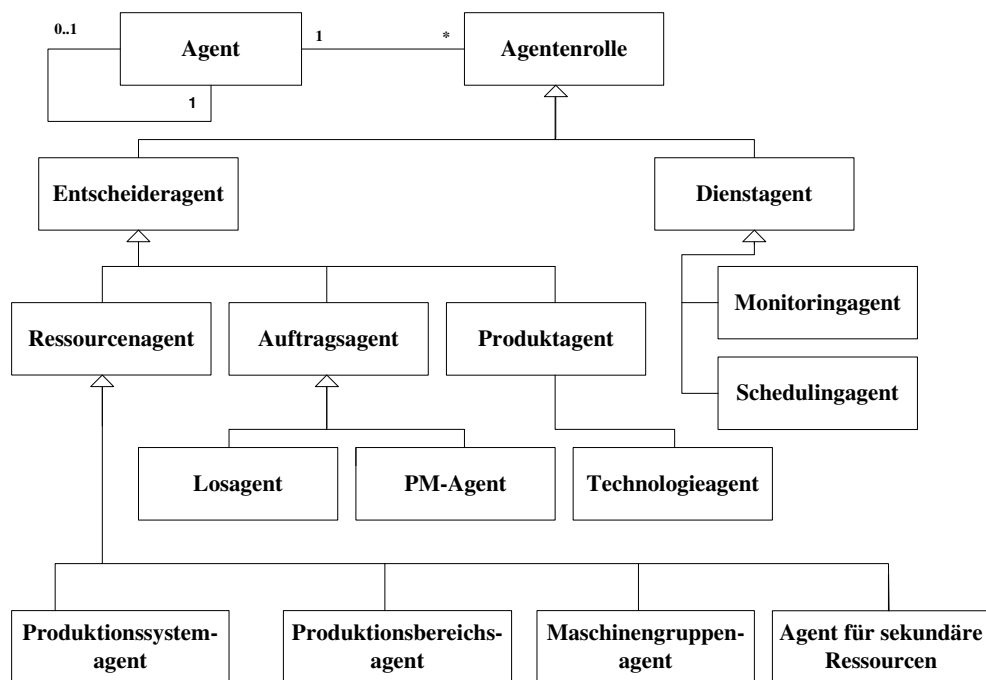 0..1
Agent
1
*
Agentenrolle
1
Entscheideragent
Dienstagent
Monitoringagent
Ressourcenagent
Auftragsagent
Produktagent
Schedulingagent
Losagent
PM-Agent
Technologieagent
Produktionssystem-
agent
Produktionsbereichs-
agent
Maschinengruppen-
agent
Agent für sekundäre
Ressourcen